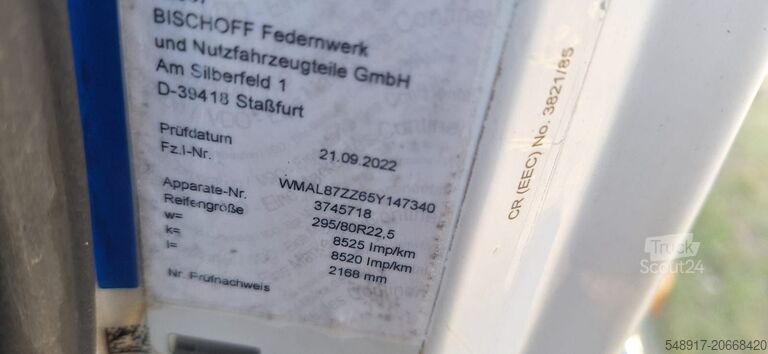 BISCHOFF Federnwerk
und Nutzfahrzeugteile GmbH
Am Silberfeld 1
D-39418 Staßfurt
Prüfdatum 21.09.2022
Fz.I-Nr. WMAL87ZZ65Y147340
Apparate-Nr. 3745718
Reifengröße 295/80R22,5
w= 8525 Imp/km
k= 8520 Imp/km
l= 2168 mm
Nr. Prüfnachweis
CR (EEC) No. 3821/85
Truck
Scout24
548917-20668420